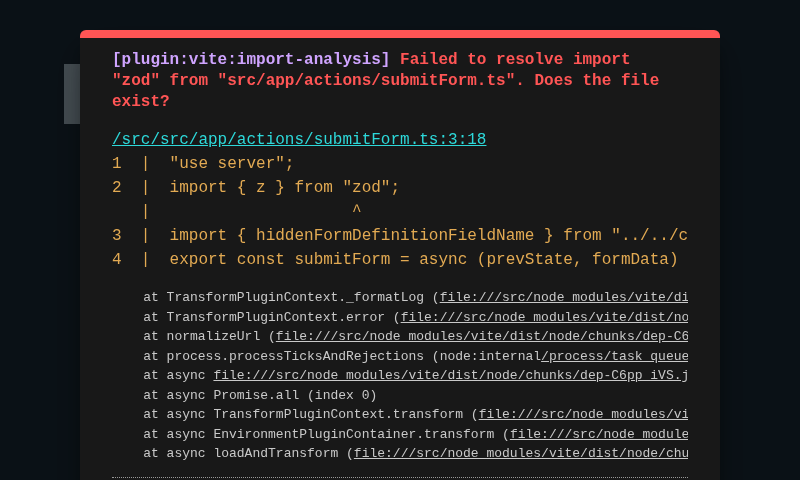 [plugin:vite:import-analysis] Failed to resolve import
"zod" from "src/app/actions/submitForm.ts". Does the file
exist?
/src/src/app/actions/submitForm.ts:3:18
1  |  "use server";
2  |  import { z } from "zod";
   |                     ^
3  |  import { hiddenFormDefinitionFieldName } from "../../c
4  |  export const submitForm = async (prevState, formData)
at TransformPluginContext._formatLog (file:///src/node_modules/vite/di
at TransformPluginContext.error (file:///src/node_modules/vite/dist/no
at normalizeUrl (file:///src/node_modules/vite/dist/node/chunks/dep-C6
at process.processTicksAndRejections (node:internal/process/task_queue
at async file:///src/node_modules/vite/dist/node/chunks/dep-C6pp_iVS.j
at async Promise.all (index 0)
at async TransformPluginContext.transform (file:///src/node_modules/vi
at async EnvironmentPluginContainer.transform (file:///src/node_module
at async loadAndTransform (file:///src/node_modules/vite/dist/node/chu